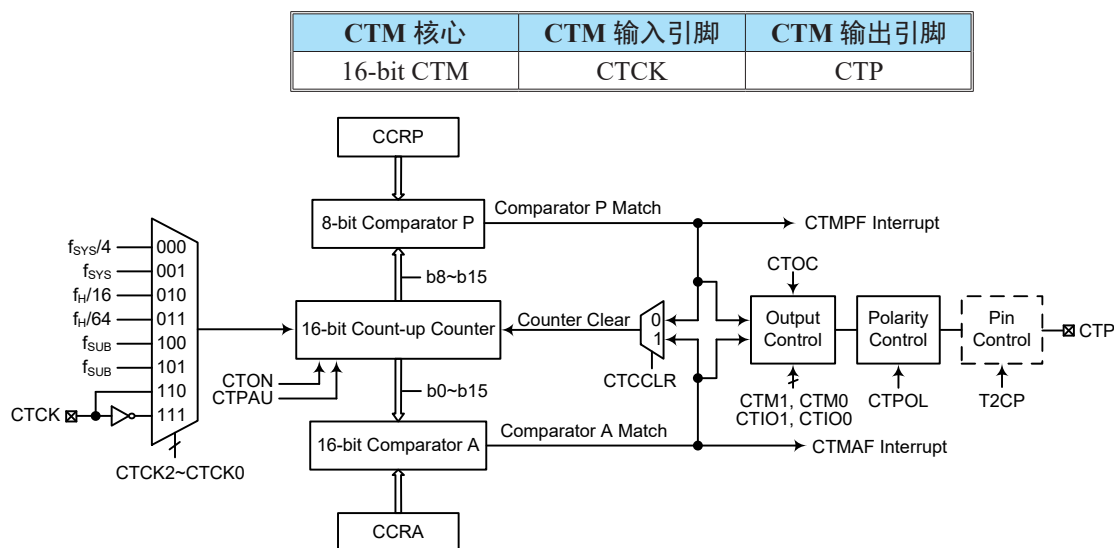 CTM 核心 CTM 输入引脚 CTM 输出引脚
16-bit CTM CTCK CTP
CCRP
8-bit Comparator P
Comparator P Match
CTMPF Interrupt
b8~b15
fSYS/4 000
fSYS 001
fH/16 010
fH/64 011
fSUB 100
fSUB 101
110
111
CTCK
CTCK2~CTCK0
16-bit Count-up Counter
CTON
CTPAU
Counter Clear
0
1
CTCCLR
CTOC
Output Control
CTM1, CTM0
CTIO1, CTIO0
Polarity Control
CTPOL
Pin Control
T2CP
CTP
b0~b15
16-bit Comparator A
Comparator A Match
CTMAF Interrupt
CCRA